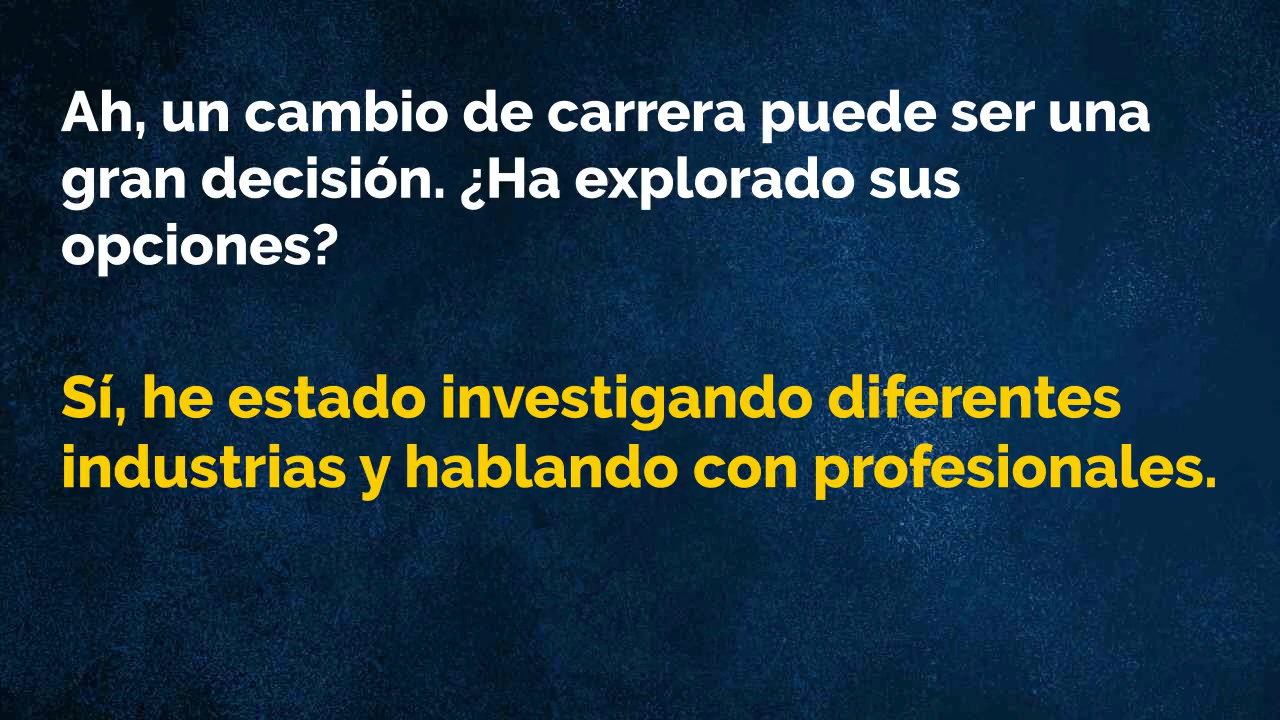 Ah, un cambio de carrera puede ser una
gran decisión. ¿Ha explorado sus
opciones?
Sí, he estado investigando diferentes
industrias y hablando con profesionales.